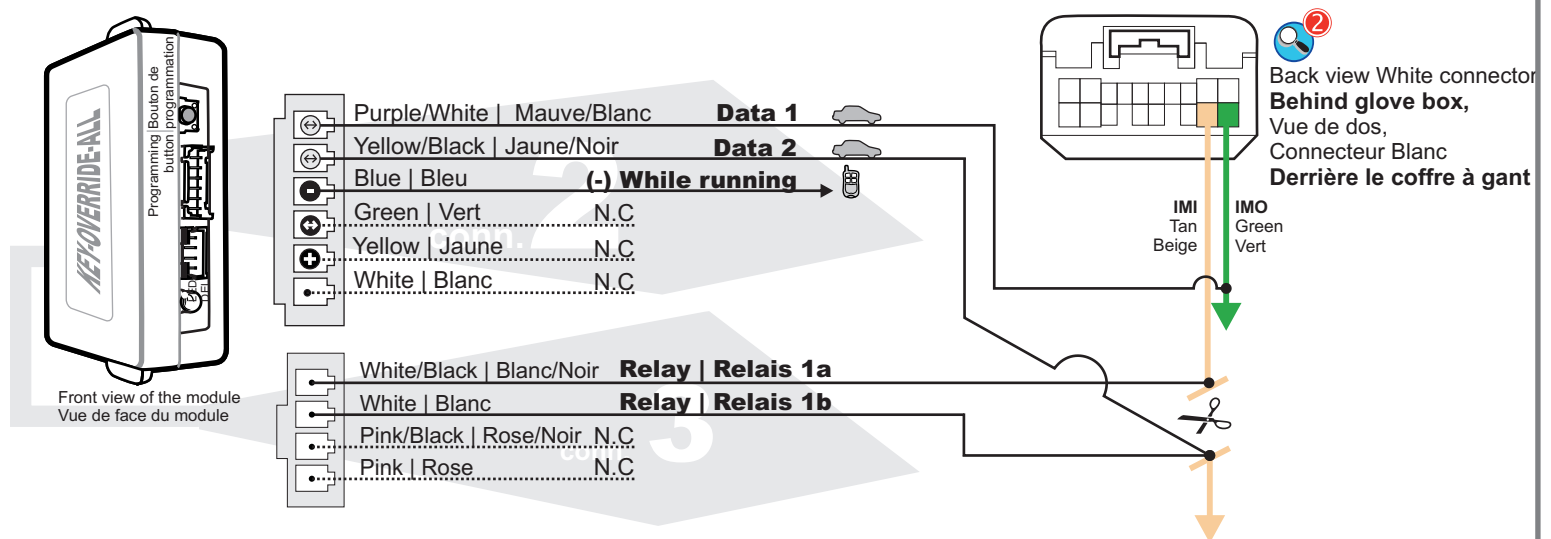 Programming | Bouton de
button | programmation
KEY-OVERRIDE-ALL
LED
DEL
Front view of the module
Vue de face du module
conn. 2
Purple/White | Mauve/Blanc Data 1
Yellow/Black | Jaune/Noir Data 2
Blue | Bleu (-) While running
Green | Vert N.C
Yellow | Jaune N.C
White | Blanc N.C
conn. 3
White/Black | Blanc/Noir Relay | Relais 1a
White | Blanc Relay | Relais 1b
Pink/Black | Rose/Noir N.C
Pink | Rose N.C
2
Back view White connector
Behind glove box,
Vue de dos,
Connecteur Blanc
Derrière le coffre à gant
IMI
Tan
Beige
IMO
Green
Vert